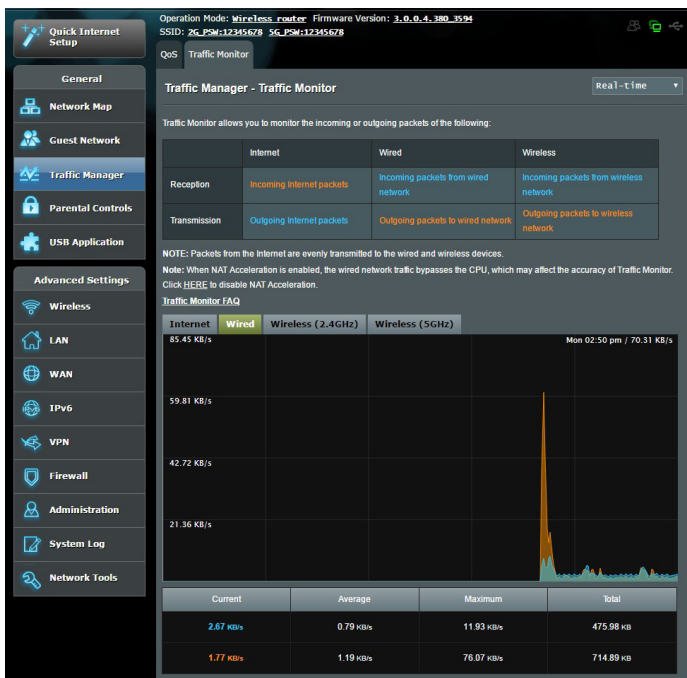 Operation Mode: Wireless router Firmware Version: 3.0.0.4.380_3594
SSID: 2G_PSW:12345678 5G_PSW:12345678
Quick Internet
Setup
QoS Traffic Monitor
General
Network Map
Guest Network
Traffic Manager
Parental Controls
USB Application
Advanced Settings
Wireless
LAN
WAN
IPv6
VPN
Firewall
Administration
System Log
Network Tools
Traffic Manager - Traffic Monitor
Real-time
Traffic Monitor allows you to monitor the incoming or outgoing packets of the following:
Internet Wired Wireless
Reception Incoming Internet packets Incoming packets from wired network Incoming packets from wireless network
Transmission Outgoing Internet packets Outgoing packets to wired network Outgoing packets to wireless network
NOTE: Packets from the Internet are evenly transmitted to the wired and wireless devices.
Note: When NAT Acceleration is enabled, the wired network traffic bypasses the CPU, which may affect the accuracy of Traffic Monitor.
Click HERE to disable NAT Acceleration.
Traffic Monitor FAQ
Internet Wired Wireless (2.4GHz) Wireless (5GHz)
85.45 KB/s Mon 02:50 pm / 70.31 KB/s
59.81 KB/s
42.72 KB/s
21.36 KB/s
Current Average Maximum Total
2.67 KB/s 0.79 KB/s 11.93 KB/s 475.98 KB
1.77 KB/s 1.19 KB/s 76.07 KB/s 714.89 KB